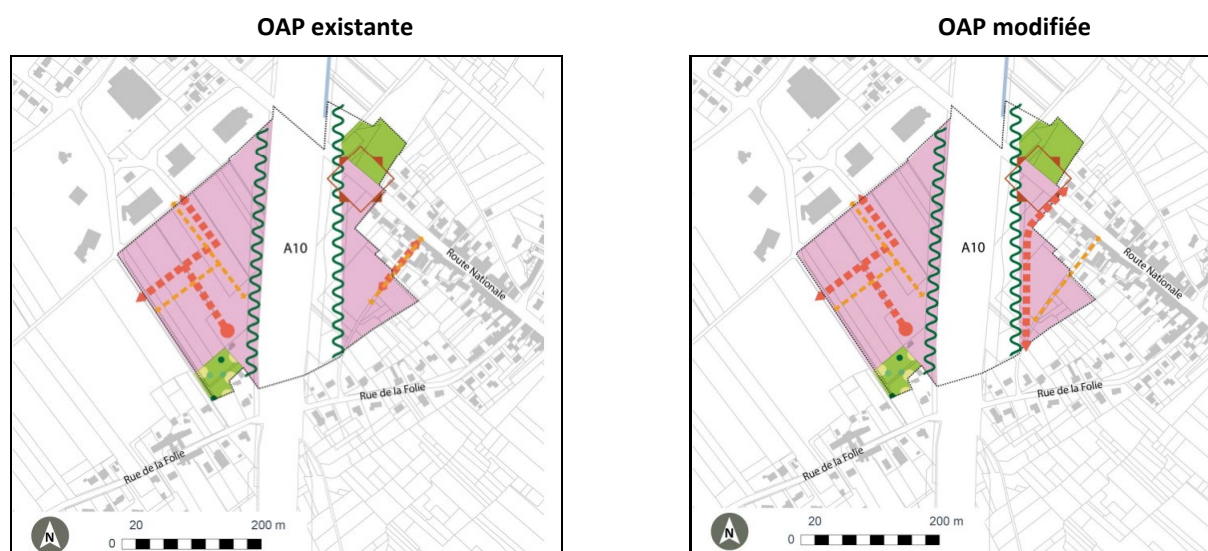 OAP existante
OAP modifiée
A10
Route Nationale
Rue de la Folie
Rue de la Folie
N
20
200 m
0
A10
Route Nationale
Rue de la Folie
Rue de la Folie
N
20
200 m
0